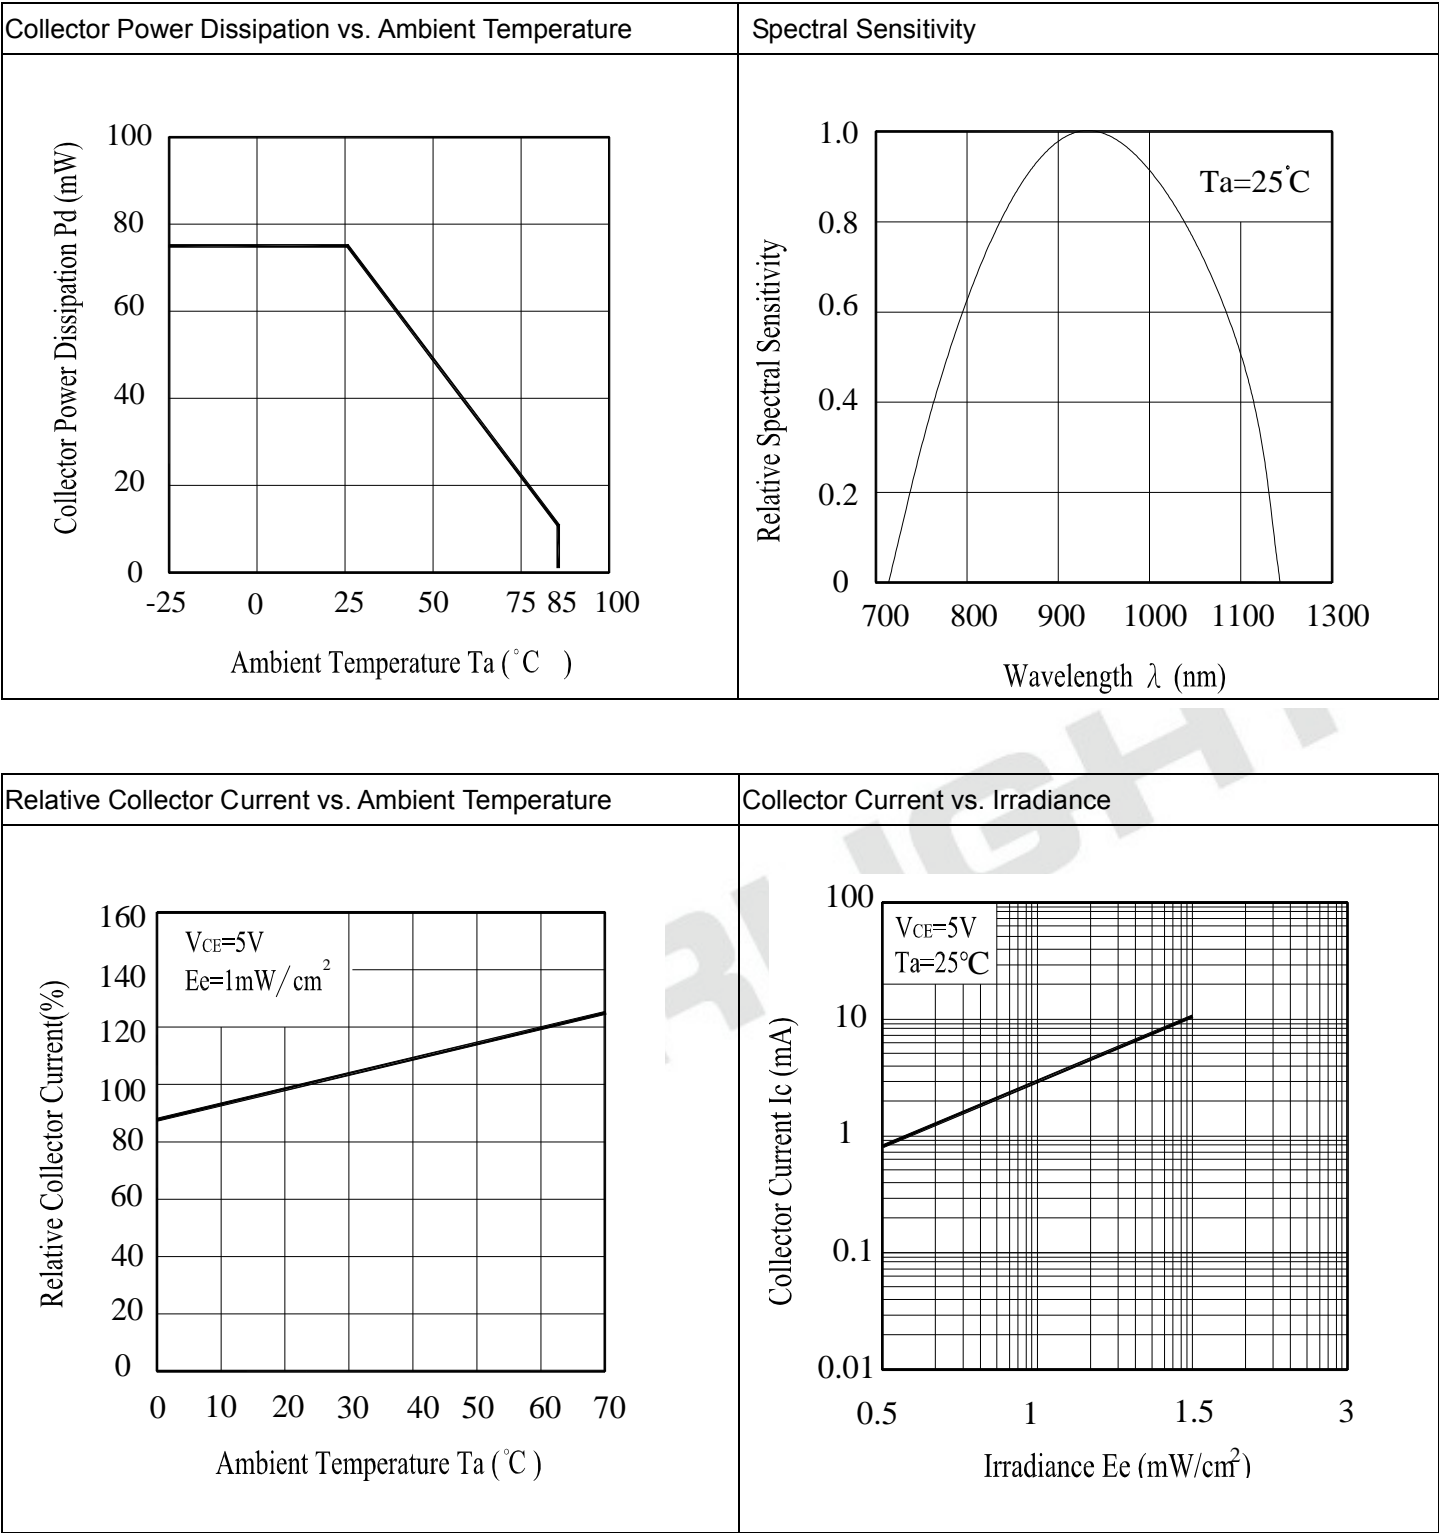 Collector Power Dissipation vs. Ambient Temperature
Spectral Sensitivity
Collector Power Dissipation Pd (mW)
100
80
60
40
20
0
-25 0 25 50 75 85 100
Ambient Temperature Ta (°C )
Relative Spectral Sensitivity
1.0
0.8
0.6
0.4
0.2
0
Ta=25°C
700 800 900 1000 1100 1300
Wavelength λ (nm)
Relative Collector Current vs. Ambient Temperature
Collector Current vs. Irradiance
Relative Collector Current(%)
160
140
120
100
80
60
40
20
0
VCE=5V
Ee=1mW/cm²
0 10 20 30 40 50 60 70
Ambient Temperature Ta (°C )
Collector Current Ic (mA)
100
10
1
0.1
0.01
VCE=5V
Ta=25℃
0.5 1 1.5 3
Irradiance Ee (mW/cm²)